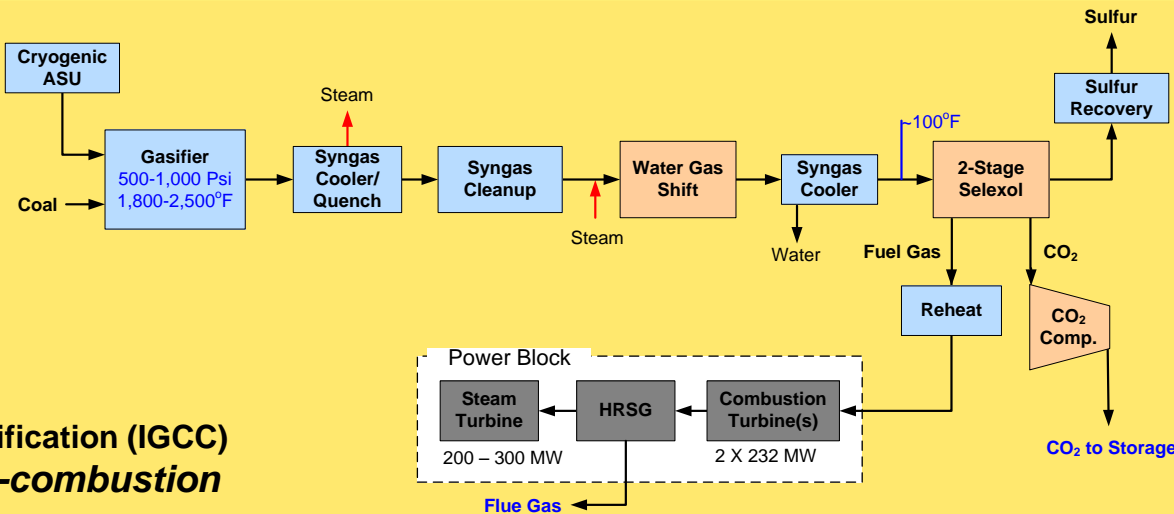 Sulfur
Cryogenic
ASU
Sulfur
Recovery
Steam
~100°F
Gasifier
500-1,000 Psi
1,800-2,500°F
Coal
Syngas
Cooler/
Quench
Syngas
Cleanup
Steam
Water Gas
Shift
Syngas
Cooler
Water
2-Stage
Selexol
Fuel Gas
CO₂
Reheat
CO₂
Comp.
Power Block
Steam
Turbine
HRSG
Combustion
Turbine(s)
200 – 300 MW
2 X 232 MW
CO₂ to Storage
Flue Gas
ification (IGCC)
-combustion